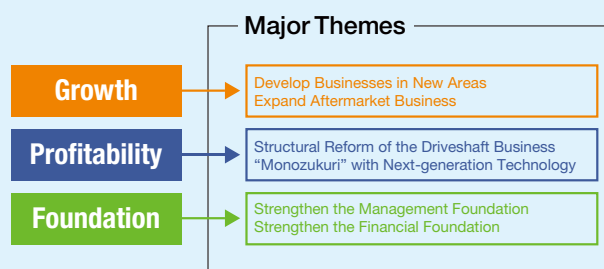 Major Themes
Growth
Develop Businesses in New Areas
Expand Aftermarket Business
Profitability
Structural Reform of the Driveshaft Business
“Monozukuri” with Next-generation Technology
Foundation
Strengthen the Management Foundation
Strengthen the Financial Foundation